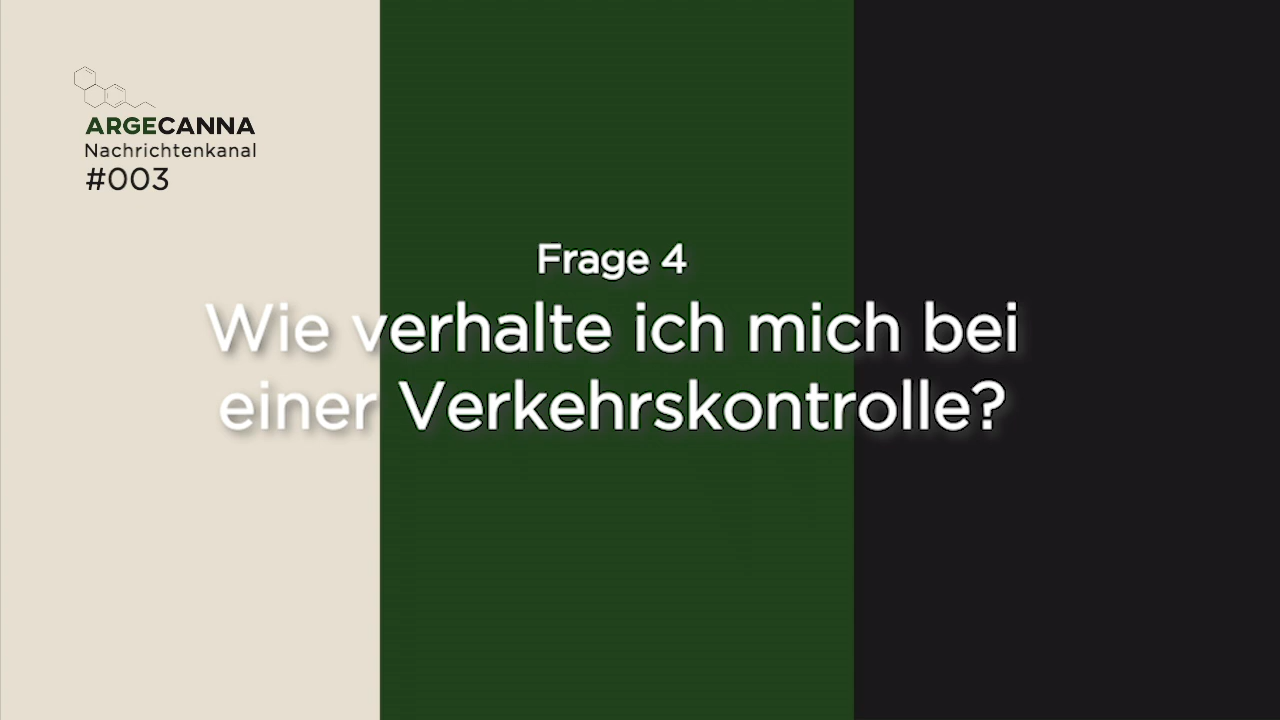 ARGECANNA
Nachrichtenkanal
#003
Frage 4
Wie verhalte ich mich bei
einer Verkehrskontrolle?